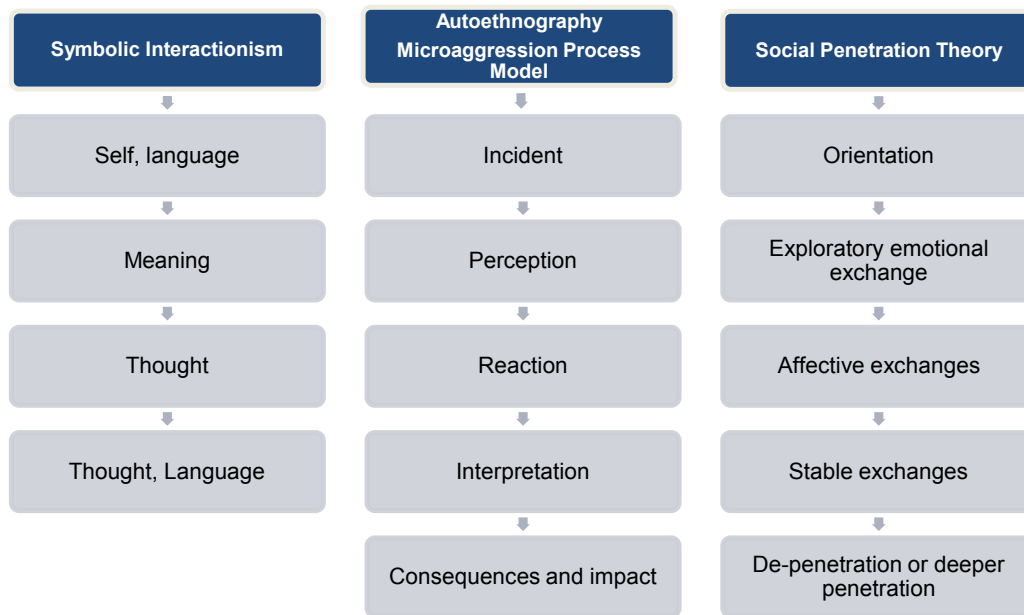 Symbolic Interactionism
Self, language
Meaning
Thought
Thought, Language
Autoethnography
Microaggression Process
Model
Incident
Perception
Reaction
Interpretation
Consequences and impact
Social Penetration Theory
Orientation
Exploratory emotional
exchange
Affective exchanges
Stable exchanges
De-penetration or deeper
penetration